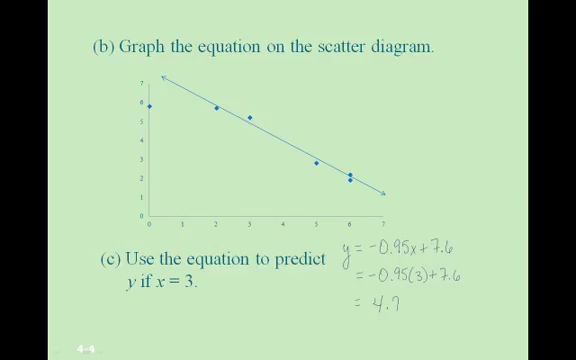 (b) Graph the equation on the scatter diagram.
7
6
5
4
3
2
1
0
0 1 2 3 4 5 6 7
(c) Use the equation to predict
y if x = 3.
y = -0.95x + 7.6
= -0.95(3) + 7.6
= 4.7
4-4